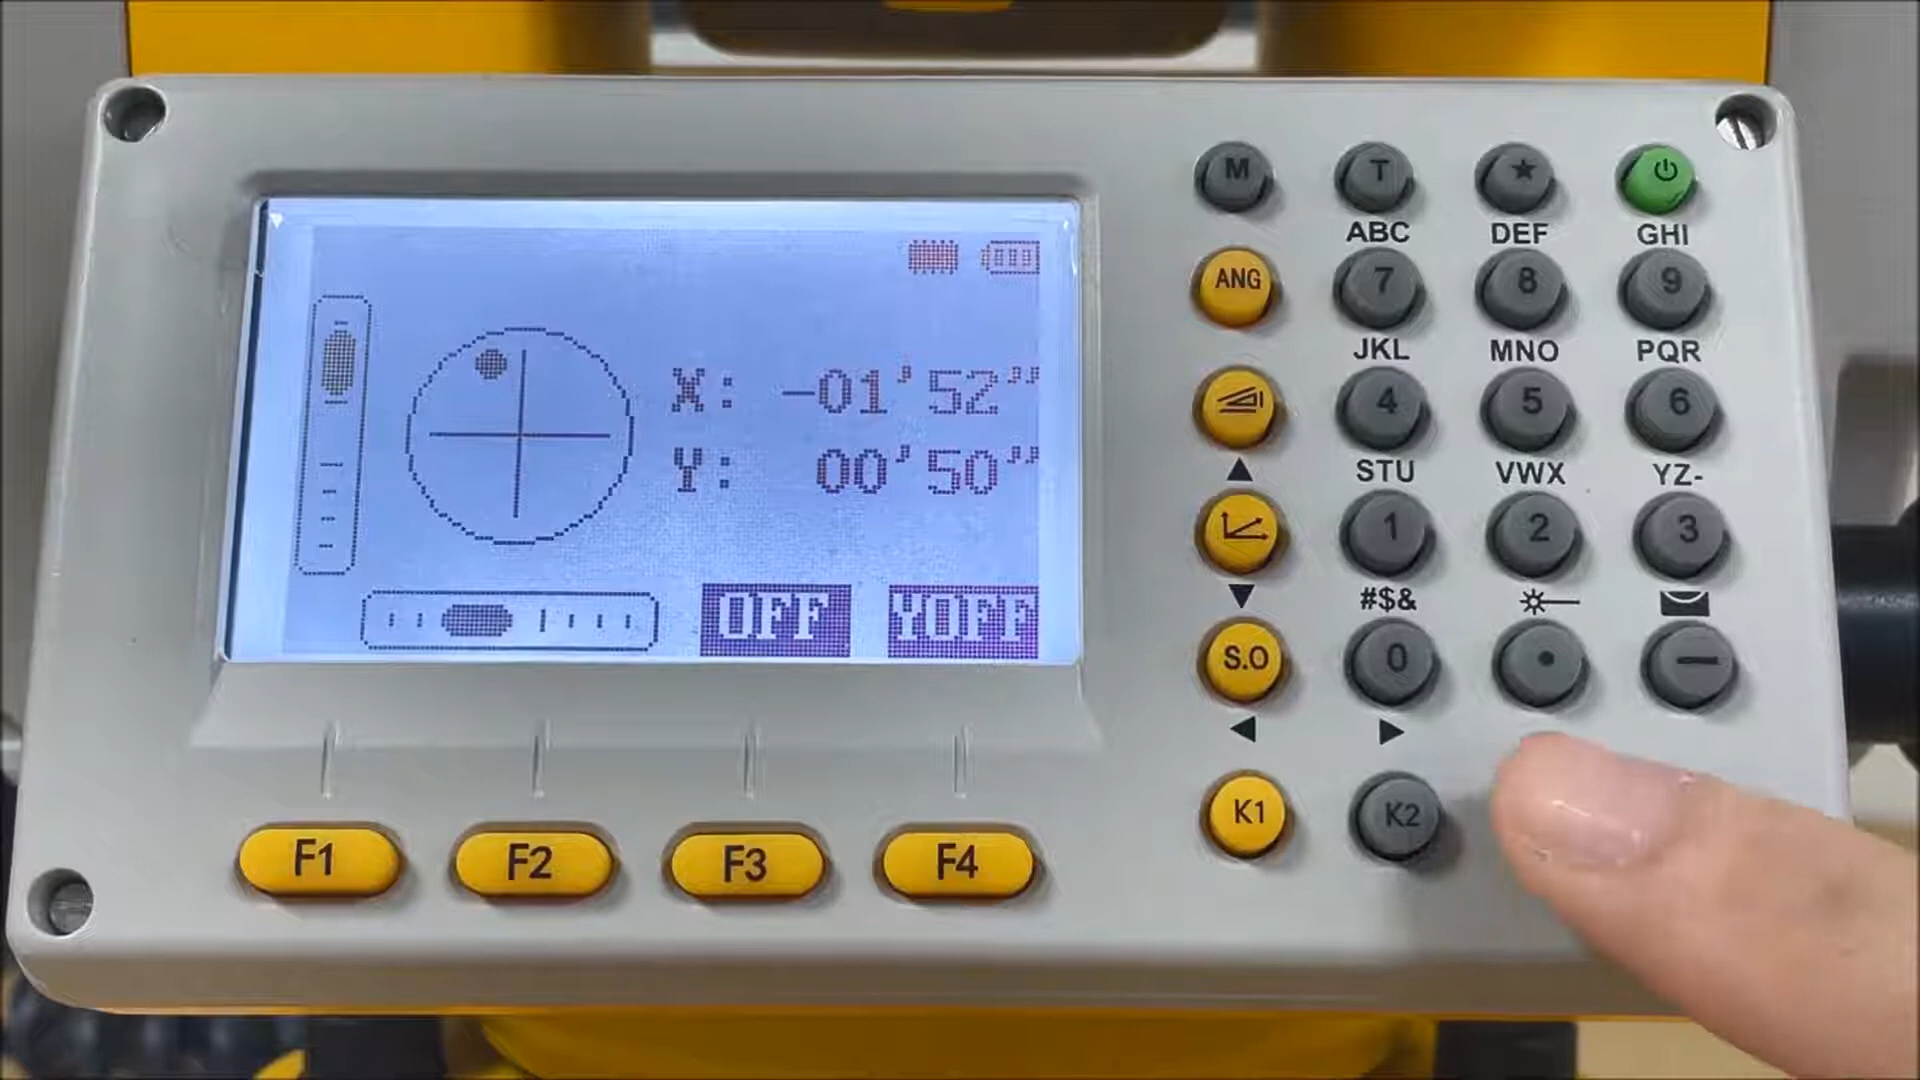 X: -01'52"
Y: 00'50"
OFF YOFF
F1 F2 F3 F4
M T ★
ABC DEF GHI
ANG 7 8 9
JKL MNO PQR
4 5 6
STU VWX YZ-
1 2 3
#$&
S.O 0 • —
K1 K2